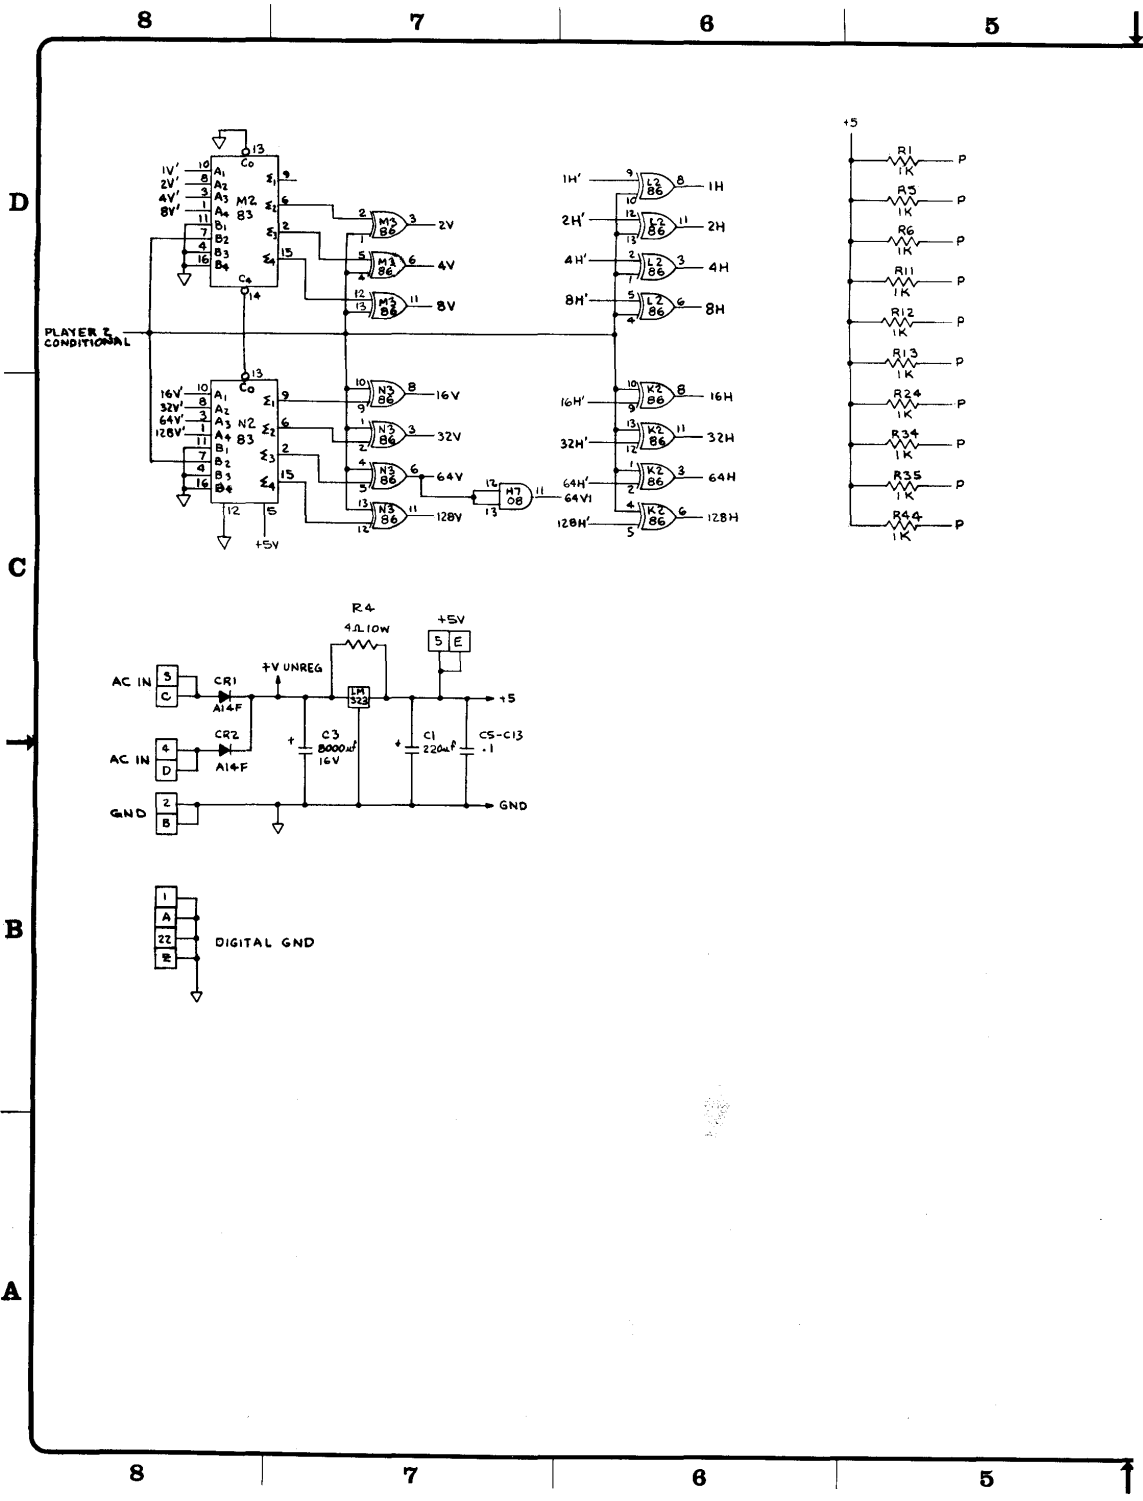 8 7 6 5
D
C
B
A
13
C0
1V' 10 A1
2V' 8 A2
4V' 3 A3
8V' 1 A4
11 B1
7 B2
4 B3
16 B4
M2
83
Σ1 9
Σ2 6
Σ3 2
Σ4 15
C4
14
2 M3 3 2V
1 86
5 M3 6 4V
4 86
12 M3 11 8V
13 86
PLAYER 2
CONDITIONAL
13
C0
16V' 10 A1
32V' 8 A2
64V' 3 A3
128V' 1 A4
11 B1
7 B2
4 B3
16 B4
N2
83
Σ1 9
Σ2 6
Σ3 2
Σ4 15
12 5
+5V
10 N3 8 16V
9 86
1 N3 3 32V
2 86
4 N3 6 64V
5 86
13 N3 11 128V
12 86
12 H7 11 64V1
13 08
1H' 9 L2 8 1H
10 86
2H' 12 L2 11 2H
13 86
4H' 2 L2 3 4H
1 86
8H' 5 L2 6 8H
4 86
10 K2 8 16H
16H' 9 86
13 K2 11 32H
32H' 12 86
1 K2 3 64H
64H' 2 86
4 K2 6 128H
128H' 5 86
+5
R1 P
1K
R5 P
1K
R6 P
1K
R11 P
1K
R12 P
1K
R13 P
1K
R24 P
1K
R34 P
1K
R35 P
1K
R44 P
1K
R4
4Ω 10W
+5V
5 E
+V UNREG
AC IN 3
C
CR1
A14F
LM
323
+5
AC IN 4
D
CR2
A14F
+ C3
8000uf
16V
+ C1
220uf
C5-C13
.1
GND 2
B
GND
1
A
22
Z
DIGITAL GND
8 7 6 5